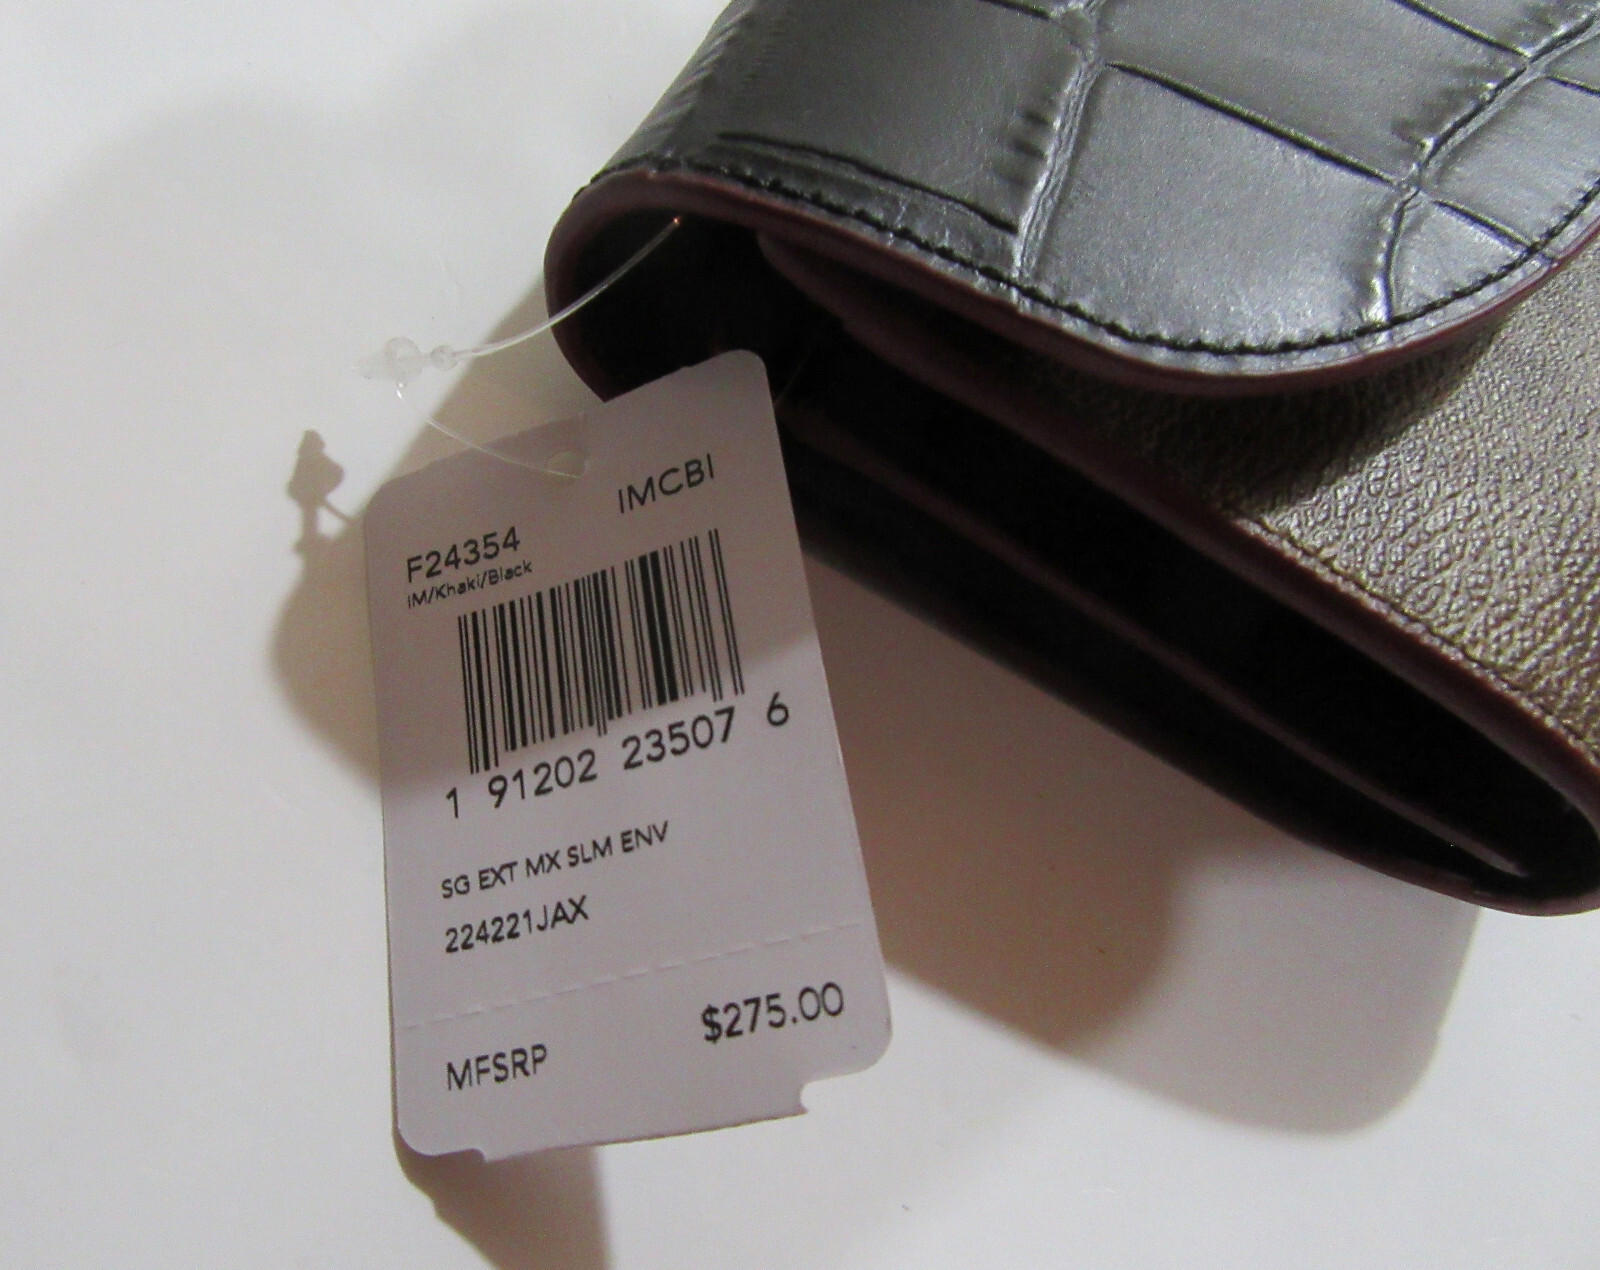 IMCBI
F24354
IM/Khaki/Black
1 91202 23507 6
SG EXT MX SLM ENV
224221JAX
MFSRP $275.00